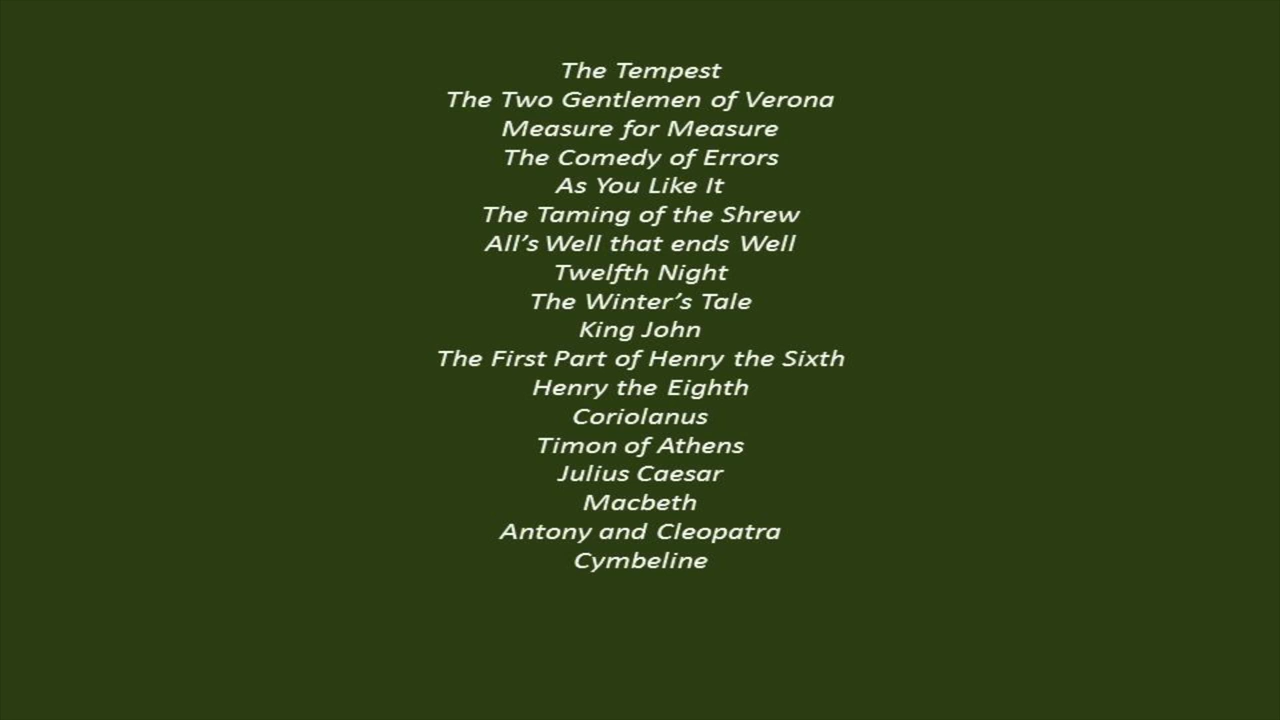 The Tempest
The Two Gentlemen of Verona
Measure for Measure
The Comedy of Errors
As You Like It
The Taming of the Shrew
All’s Well that ends Well
Twelfth Night
The Winter’s Tale
King John
The First Part of Henry the Sixth
Henry the Eighth
Coriolanus
Timon of Athens
Julius Caesar
Macbeth
Antony and Cleopatra
Cymbeline